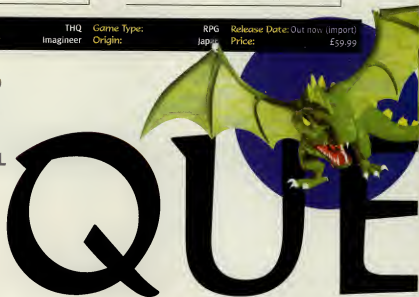 THQ Game Type: RPG Release Date: Out now (import)
Imagineer Origin: Japan Price: £59.99
L
QUE